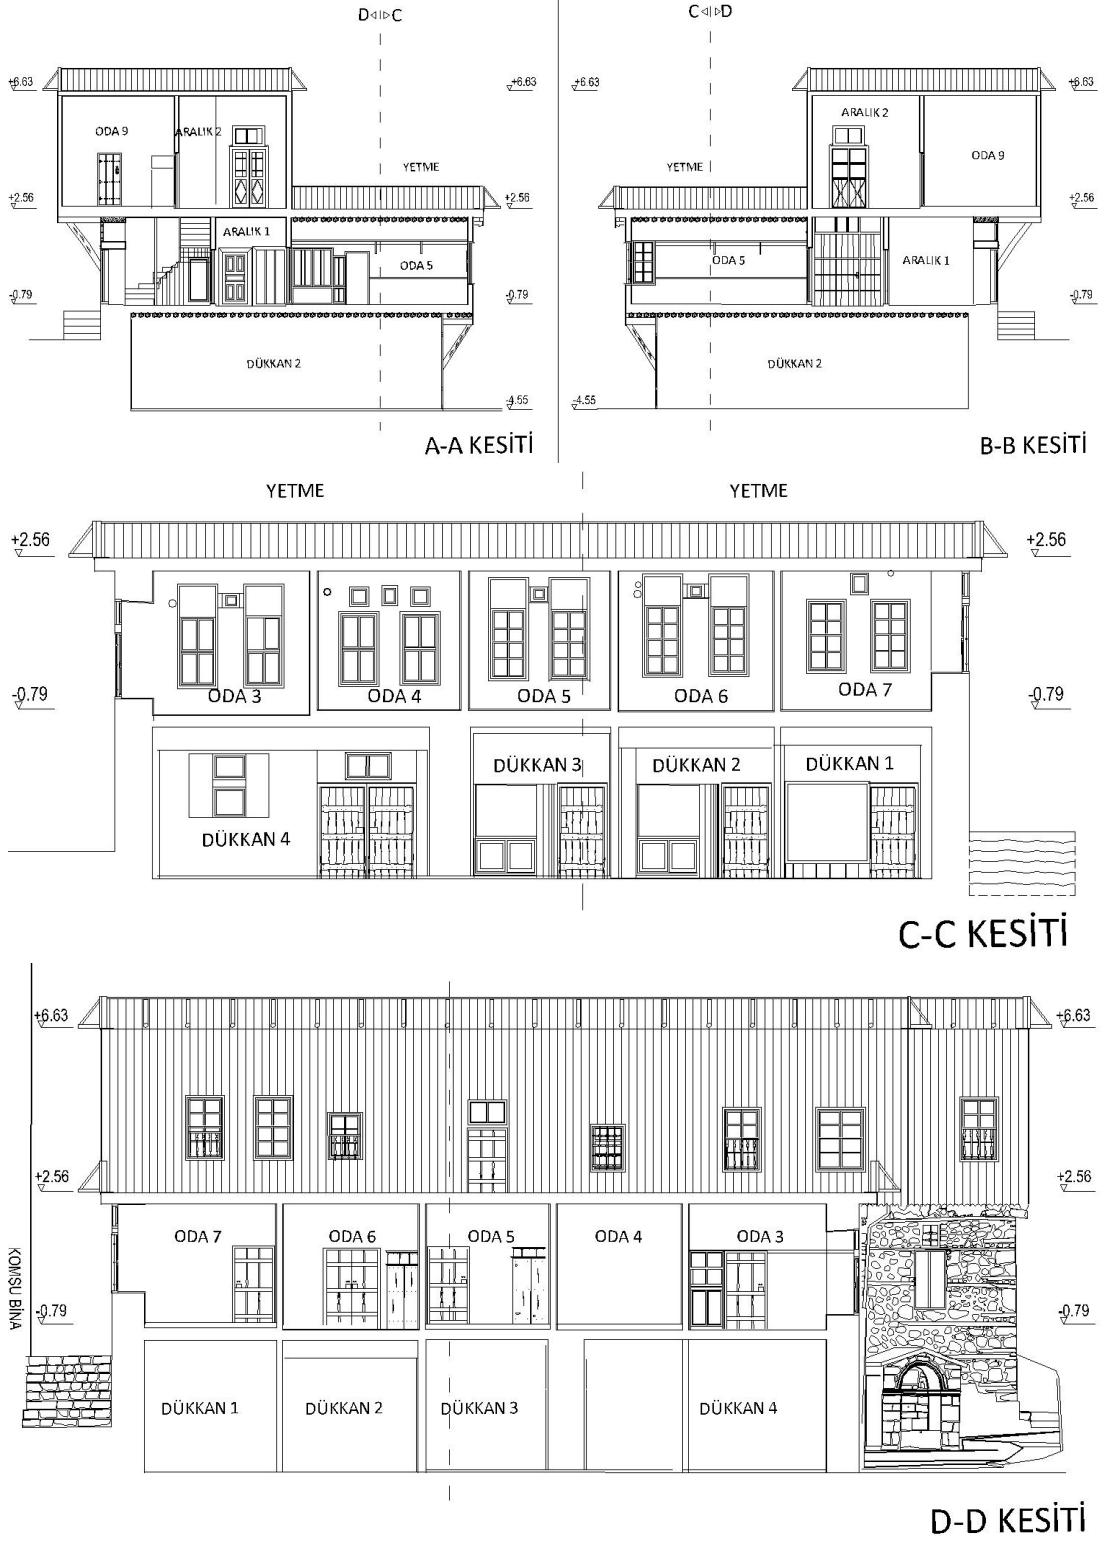 D C
C D
+6.63
+6.63
+6.63
+6.63
ODA 9
ARALIK 2
ARALIK 2
ODA 9
YETME
YETME
+2.56
+2.56
+2.56
+2.56
ARALIK 1
ODA 5
ODA 5
ARALIK 1
-0.79
-0.79
-0.79
-0.79
DÜKKAN 2
DÜKKAN 2
-4.55
-4.55
A-A KESİTİ
B-B KESİTİ
YETME
YETME
+2.56
+2.56
-0.79
ODA 3
ODA 4
ODA 5
ODA 6
ODA 7
-0.79
DÜKKAN 4
DÜKKAN 3
DÜKKAN 2
DÜKKAN 1
C-C KESİTİ
+6.63
+6.63
+2.56
+2.56
ODA 7
ODA 6
ODA 5
ODA 4
ODA 3
KOMSU BINA
-0.79
-0.79
DÜKKAN 1
DÜKKAN 2
DÜKKAN 3
DÜKKAN 4
D-D KESİTİ